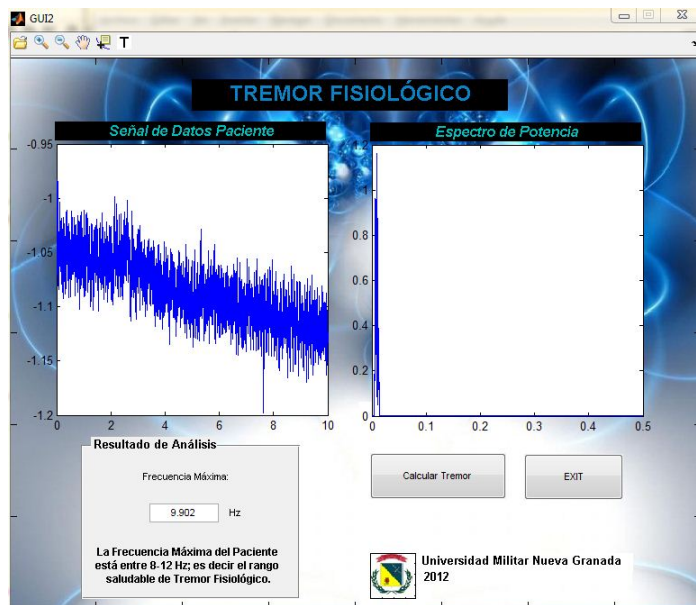 GUI2
T
TREMOR FISIOLÓGICO
Señal de Datos Paciente
-0.95
-1
-1.05
-1.1
-1.15
-1.2
0 2 4 6 8 10
Espectro de Potencia
1
0.8
0.6
0.4
0.2
0
0 0.1 0.2 0.3 0.4 0.5
Resultado de Análisis
Frecuencia Máxima:
9.902 Hz
La Frecuencia Máxima del Paciente
está entre 8-12 Hz; es decir el rango
saludable de Tremor Fisiológico.
Calcular Tremor
EXIT
Universidad Militar Nueva Granada
2012